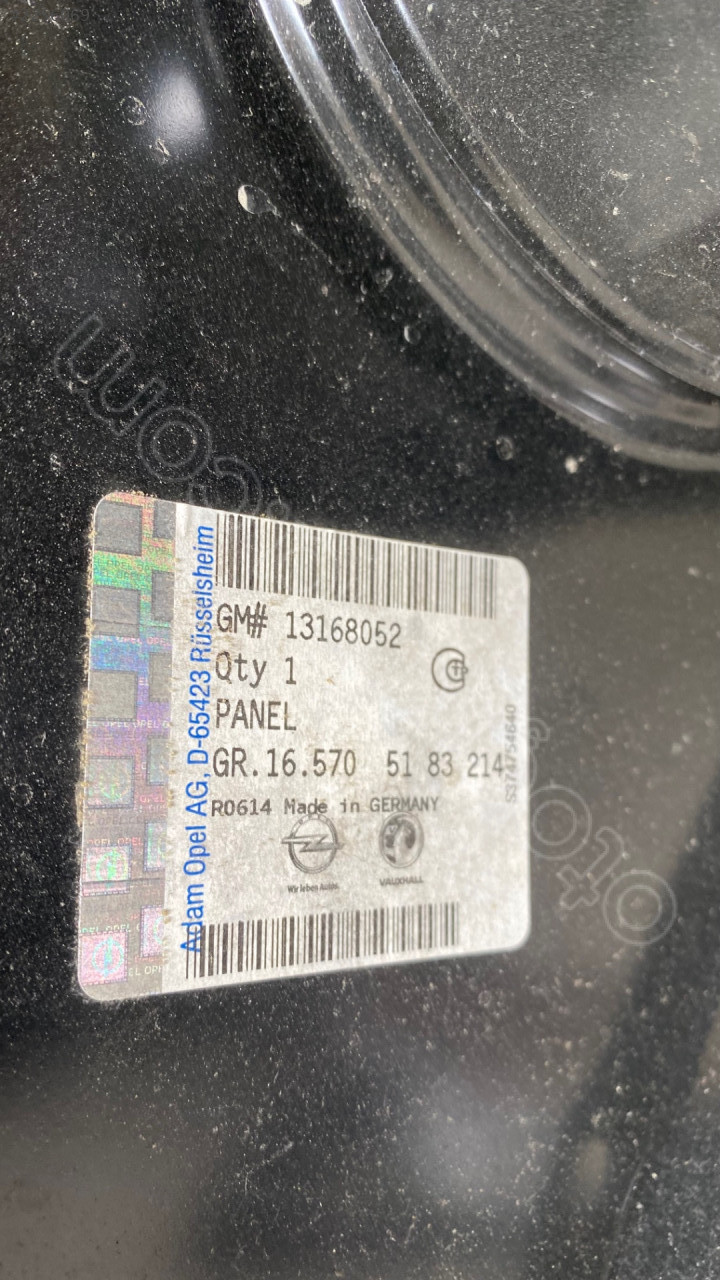 GM# 13168052
Qty 1
PANEL
GR.16.570 51 83 214
R0614 Made in GERMANY
Wir leben Autos.
VAUXHALL
Adam Opel AG, D-65423 Rüsselsheim
S374754640